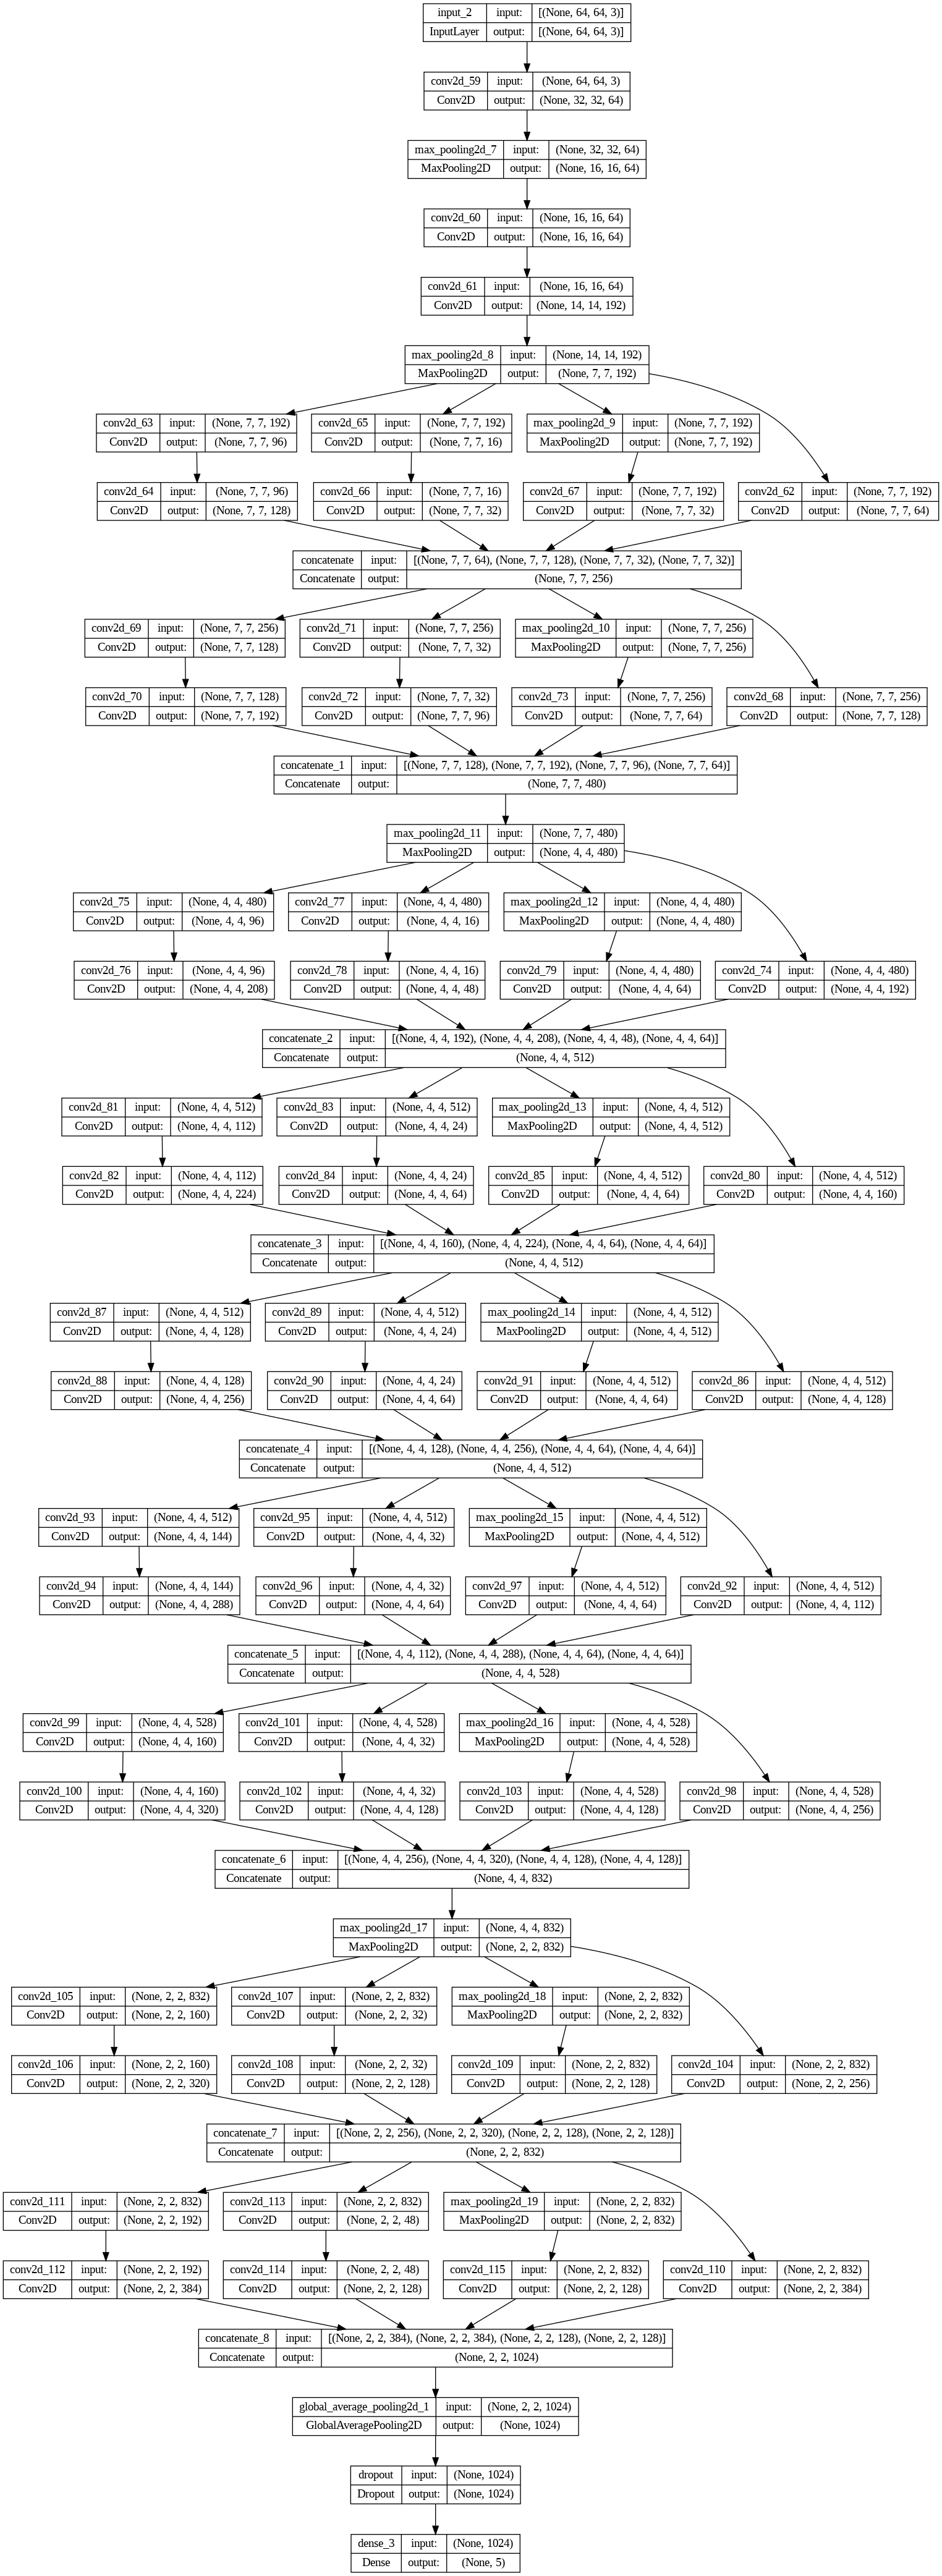 input_2 input: [(None, 64, 64, 3)]
InputLayer output: [(None, 64, 64, 3)]
conv2d_59 input: (None, 64, 64, 3)
Conv2D output: (None, 32, 32, 64)
max_pooling2d_7 input: (None, 32, 32, 64)
MaxPooling2D output: (None, 16, 16, 64)
conv2d_60 input: (None, 16, 16, 64)
Conv2D output: (None, 16, 16, 64)
conv2d_61 input: (None, 16, 16, 64)
Conv2D output: (None, 14, 14, 192)
max_pooling2d_8 input: (None, 14, 14, 192)
MaxPooling2D output: (None, 7, 7, 192)
conv2d_63 input: (None, 7, 7, 192) conv2d_65 input: (None, 7, 7, 192) max_pooling2d_9 input: (None, 7, 7, 192)
Conv2D output: (None, 7, 7, 96) Conv2D output: (None, 7, 7, 16) MaxPooling2D output: (None, 7, 7, 192)
conv2d_64 input: (None, 7, 7, 96) conv2d_66 input: (None, 7, 7, 16) conv2d_67 input: (None, 7, 7, 192) conv2d_62 input: (None, 7, 7, 192)
Conv2D output: (None, 7, 7, 128) Conv2D output: (None, 7, 7, 32) Conv2D output: (None, 7, 7, 32) Conv2D output: (None, 7, 7, 64)
concatenate input: [(None, 7, 7, 64), (None, 7, 7, 128), (None, 7, 7, 32), (None, 7, 7, 32)]
Concatenate output: (None, 7, 7, 256)
conv2d_69 input: (None, 7, 7, 256) conv2d_71 input: (None, 7, 7, 256) max_pooling2d_10 input: (None, 7, 7, 256)
Conv2D output: (None, 7, 7, 128) Conv2D output: (None, 7, 7, 32) MaxPooling2D output: (None, 7, 7, 256)
conv2d_70 input: (None, 7, 7, 128) conv2d_72 input: (None, 7, 7, 32) conv2d_73 input: (None, 7, 7, 256) conv2d_68 input: (None, 7, 7, 256)
Conv2D output: (None, 7, 7, 192) Conv2D output: (None, 7, 7, 96) Conv2D output: (None, 7, 7, 64) Conv2D output: (None, 7, 7, 128)
concatenate_1 input: [(None, 7, 7, 128), (None, 7, 7, 192), (None, 7, 7, 96), (None, 7, 7, 64)]
Concatenate output: (None, 7, 7, 480)
max_pooling2d_11 input: (None, 7, 7, 480)
MaxPooling2D output: (None, 4, 4, 480)
conv2d_75 input: (None, 4, 4, 480) conv2d_77 input: (None, 4, 4, 480) max_pooling2d_12 input: (None, 4, 4, 480)
Conv2D output: (None, 4, 4, 96) Conv2D output: (None, 4, 4, 16) MaxPooling2D output: (None, 4, 4, 480)
conv2d_76 input: (None, 4, 4, 96) conv2d_78 input: (None, 4, 4, 16) conv2d_79 input: (None, 4, 4, 480) conv2d_74 input: (None, 4, 4, 480)
Conv2D output: (None, 4, 4, 208) Conv2D output: (None, 4, 4, 48) Conv2D output: (None, 4, 4, 64) Conv2D output: (None, 4, 4, 192)
concatenate_2 input: [(None, 4, 4, 192), (None, 4, 4, 208), (None, 4, 4, 48), (None, 4, 4, 64)]
Concatenate output: (None, 4, 4, 512)
conv2d_81 input: (None, 4, 4, 512) conv2d_83 input: (None, 4, 4, 512) max_pooling2d_13 input: (None, 4, 4, 512)
Conv2D output: (None, 4, 4, 112) Conv2D output: (None, 4, 4, 24) MaxPooling2D output: (None, 4, 4, 512)
conv2d_82 input: (None, 4, 4, 112) conv2d_84 input: (None, 4, 4, 24) conv2d_85 input: (None, 4, 4, 512) conv2d_80 input: (None, 4, 4, 512)
Conv2D output: (None, 4, 4, 224) Conv2D output: (None, 4, 4, 64) Conv2D output: (None, 4, 4, 64) Conv2D output: (None, 4, 4, 160)
concatenate_3 input: [(None, 4, 4, 160), (None, 4, 4, 224), (None, 4, 4, 64), (None, 4, 4, 64)]
Concatenate output: (None, 4, 4, 512)
conv2d_87 input: (None, 4, 4, 512) conv2d_89 input: (None, 4, 4, 512) max_pooling2d_14 input: (None, 4, 4, 512)
Conv2D output: (None, 4, 4, 128) Conv2D output: (None, 4, 4, 24) MaxPooling2D output: (None, 4, 4, 512)
conv2d_88 input: (None, 4, 4, 128) conv2d_90 input: (None, 4, 4, 24) conv2d_91 input: (None, 4, 4, 512) conv2d_86 input: (None, 4, 4, 512)
Conv2D output: (None, 4, 4, 256) Conv2D output: (None, 4, 4, 64) Conv2D output: (None, 4, 4, 64) Conv2D output: (None, 4, 4, 128)
concatenate_4 input: [(None, 4, 4, 128), (None, 4, 4, 256), (None, 4, 4, 64), (None, 4, 4, 64)]
Concatenate output: (None, 4, 4, 512)
conv2d_93 input: (None, 4, 4, 512) conv2d_95 input: (None, 4, 4, 512) max_pooling2d_15 input: (None, 4, 4, 512)
Conv2D output: (None, 4, 4, 144) Conv2D output: (None, 4, 4, 32) MaxPooling2D output: (None, 4, 4, 512)
conv2d_94 input: (None, 4, 4, 144) conv2d_96 input: (None, 4, 4, 32) conv2d_97 input: (None, 4, 4, 512) conv2d_92 input: (None, 4, 4, 512)
Conv2D output: (None, 4, 4, 288) Conv2D output: (None, 4, 4, 64) Conv2D output: (None, 4, 4, 64) Conv2D output: (None, 4, 4, 112)
concatenate_5 input: [(None, 4, 4, 112), (None, 4, 4, 288), (None, 4, 4, 64), (None, 4, 4, 64)]
Concatenate output: (None, 4, 4, 528)
conv2d_99 input: (None, 4, 4, 528) conv2d_101 input: (None, 4, 4, 528) max_pooling2d_16 input: (None, 4, 4, 528)
Conv2D output: (None, 4, 4, 160) Conv2D output: (None, 4, 4, 32) MaxPooling2D output: (None, 4, 4, 528)
conv2d_100 input: (None, 4, 4, 160) conv2d_102 input: (None, 4, 4, 32) conv2d_103 input: (None, 4, 4, 528) conv2d_98 input: (None, 4, 4, 528)
Conv2D output: (None, 4, 4, 320) Conv2D output: (None, 4, 4, 128) Conv2D output: (None, 4, 4, 128) Conv2D output: (None, 4, 4, 256)
concatenate_6 input: [(None, 4, 4, 256), (None, 4, 4, 320), (None, 4, 4, 128), (None, 4, 4, 128)]
Concatenate output: (None, 4, 4, 832)
max_pooling2d_17 input: (None, 4, 4, 832)
MaxPooling2D output: (None, 2, 2, 832)
conv2d_105 input: (None, 2, 2, 832) conv2d_107 input: (None, 2, 2, 832) max_pooling2d_18 input: (None, 2, 2, 832)
Conv2D output: (None, 2, 2, 160) Conv2D output: (None, 2, 2, 32) MaxPooling2D output: (None, 2, 2, 832)
conv2d_106 input: (None, 2, 2, 160) conv2d_108 input: (None, 2, 2, 32) conv2d_109 input: (None, 2, 2, 832) conv2d_104 input: (None, 2, 2, 832)
Conv2D output: (None, 2, 2, 320) Conv2D output: (None, 2, 2, 128) Conv2D output: (None, 2, 2, 128) Conv2D output: (None, 2, 2, 256)
concatenate_7 input: [(None, 2, 2, 256), (None, 2, 2, 320), (None, 2, 2, 128), (None, 2, 2, 128)]
Concatenate output: (None, 2, 2, 832)
conv2d_111 input: (None, 2, 2, 832) conv2d_113 input: (None, 2, 2, 832) max_pooling2d_19 input: (None, 2, 2, 832)
Conv2D output: (None, 2, 2, 192) Conv2D output: (None, 2, 2, 48) MaxPooling2D output: (None, 2, 2, 832)
conv2d_112 input: (None, 2, 2, 192) conv2d_114 input: (None, 2, 2, 48) conv2d_115 input: (None, 2, 2, 832) conv2d_110 input: (None, 2, 2, 832)
Conv2D output: (None, 2, 2, 384) Conv2D output: (None, 2, 2, 128) Conv2D output: (None, 2, 2, 128) Conv2D output: (None, 2, 2, 384)
concatenate_8 input: [(None, 2, 2, 384), (None, 2, 2, 384), (None, 2, 2, 128), (None, 2, 2, 128)]
Concatenate output: (None, 2, 2, 1024)
global_average_pooling2d_1 input: (None, 2, 2, 1024)
GlobalAveragePooling2D output: (None, 1024)
dropout input: (None, 1024)
Dropout output: (None, 1024)
dense_3 input: (None, 1024)
Dense output: (None, 5)